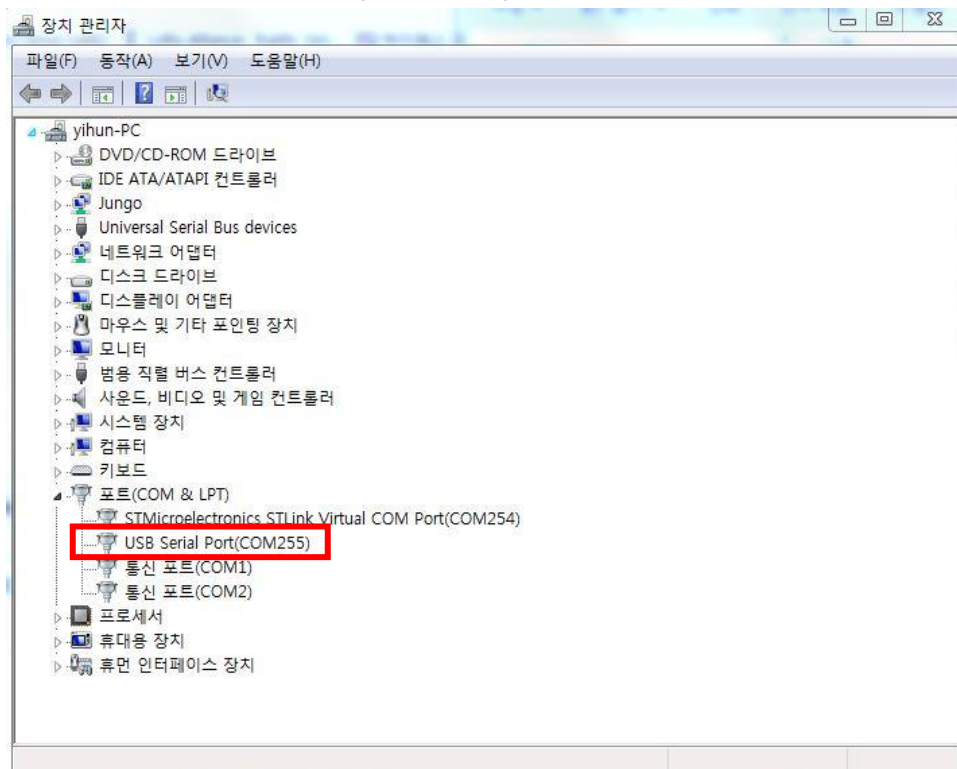 장치 관리자
파일(F) 동작(A) 보기(V) 도움말(H)
yihun-PC
DVD/CD-ROM 드라이브
IDE ATA/ATAPI 컨트롤러
Jungo
Universal Serial Bus devices
네트워크 어댑터
디스크 드라이브
디스플레이 어댑터
마우스 및 기타 포인팅 장치
모니터
범용 직렬 버스 컨트롤러
사운드, 비디오 및 게임 컨트롤러
시스템 장치
컴퓨터
키보드
포트(COM & LPT)
STMicroelectronics STLink Virtual COM Port(COM254)
USB Serial Port(COM255)
통신 포트(COM1)
통신 포트(COM2)
프로세서
휴대용 장치
휴먼 인터페이스 장치